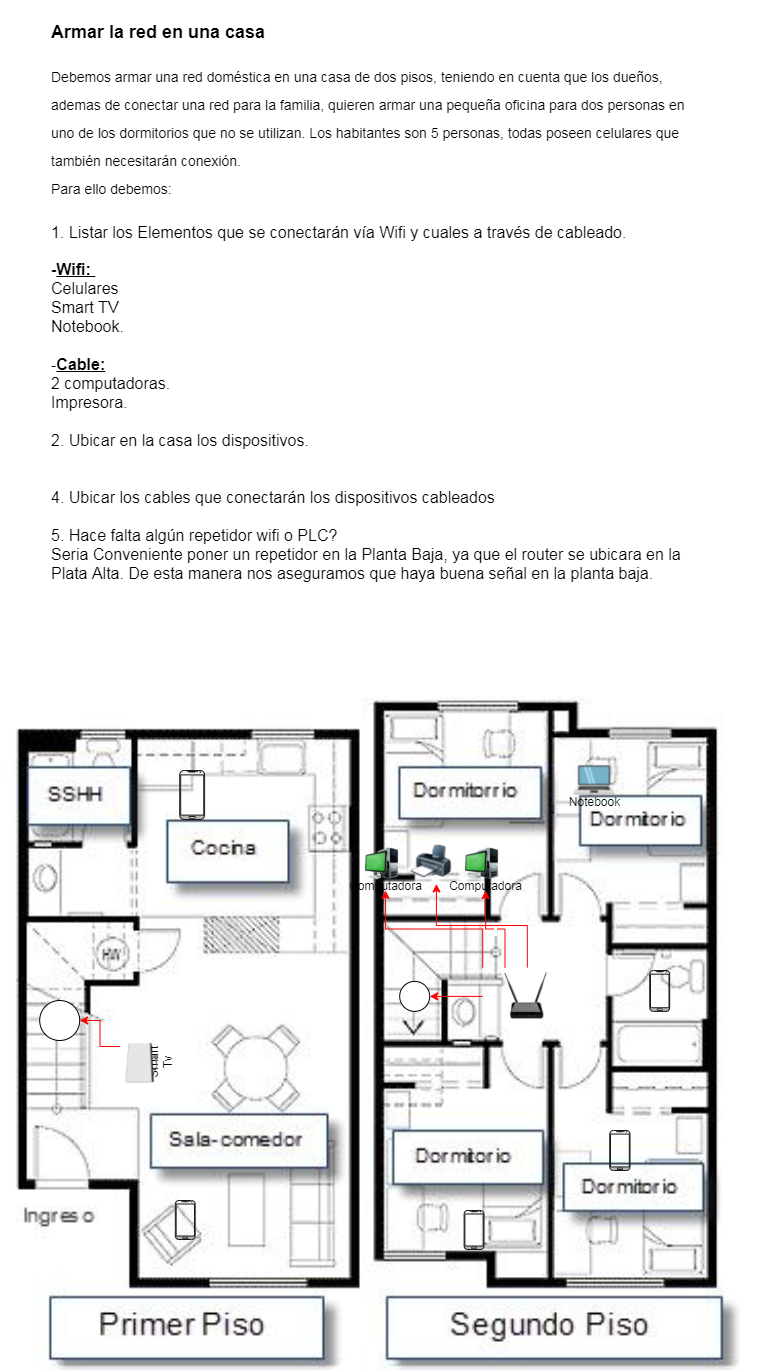 Armar la red en una casa
Debemos armar una red doméstica en una casa de dos pisos, teniendo en cuenta que los dueños,
ademas de conectar una red para la familia, quieren armar una pequeña oficina para dos personas en
uno de los dormitorios que no se utilizan. Los habitantes son 5 personas, todas poseen celulares que
también necesitarán conexión.
Para ello debemos:
1. Listar los Elementos que se conectarán vía Wifi y cuales a través de cableado.
-Wifi:
Celulares
Smart TV
Notebook.
-Cable:
2 computadoras.
Impresora.
2. Ubicar en la casa los dispositivos.
4. Ubicar los cables que conectarán los dispositivos cableados
5. Hace falta algún repetidor wifi o PLC?
Seria Conveniente poner un repetidor en la Planta Baja, ya que el router se ubicara en la
Plata Alta. De esta manera nos aseguramos que haya buena señal en la planta baja.
SSHH
Cocina
HW
Smart
Tv
Sala-comedor
Ingreso
Primer Piso
Dormitorrio
Notebook
Dormitorio
Computadora
Computadora
Dormitorio
Dormitorio
Segundo Piso